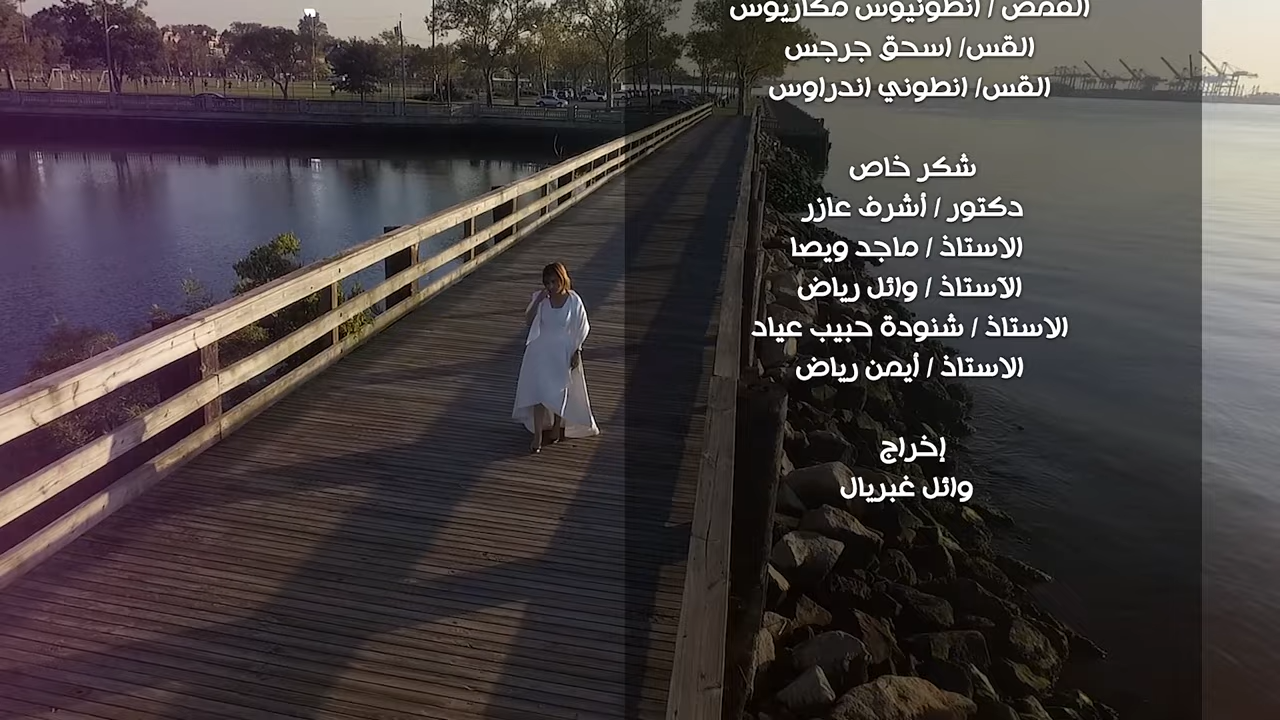 القمص / انطونيوس مكاريوس
القس/ اسحق جرجس
القس/ انطوني اندراوس
شكر خاص
دكتور / أشرف عازر
الاستاذ / ماجد ويصا
الآستاذ / وائل رياض
الاستاذ / شنودة حبيب عياد
الاستاذ / أيمن رياض
إخراج
وائل غبريال